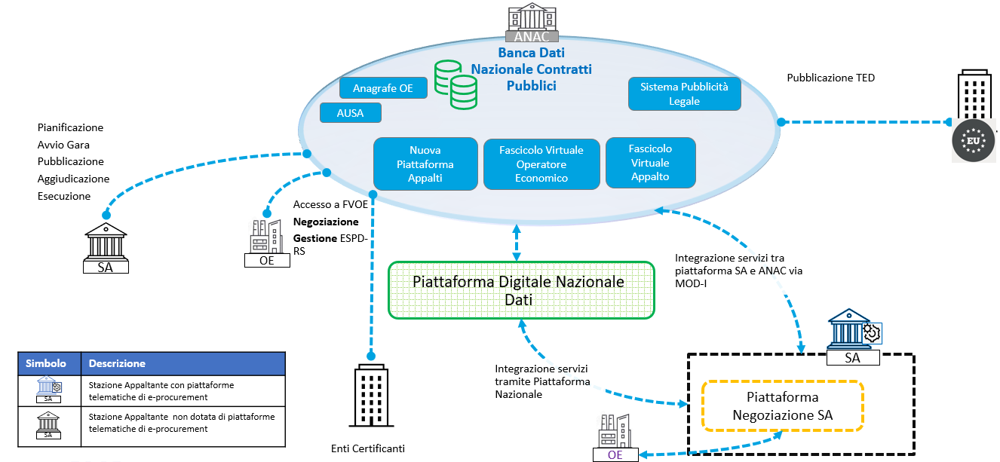 ANAC
Banca Dati
Nazionale Contratti
Pubblici
Anagrafe OE
AUSA
Sistema Pubblicità
Legale
Nuova
Piattaforma
Appalti
Fascicolo Virtuale
Operatore
Economico
Fascicolo
Virtuale
Appalto
Pubblicazione TED
EU
Pianificazione
Avvio Gara
Pubblicazione
Aggiudicazione
Esecuzione
SA
OE
Accesso a FVOE
Negoziazione
Gestione ESPD-
RS
Piattaforma Digitale Nazionale
Dati
Integrazione servizi tra
piattaforma SA e ANAC via
MOD-I
SA
Integrazione servizi
tramite Piattaforma
Nazionale
Piattaforma
Negoziazione SA
OE
Enti Certificanti
Simbolo Descrizione
SA
Stazione Appaltante con piattaforme
telematiche di e-procurement
SA
Stazione Appaltante non dotata di piattaforme
telematiche di e-procurement